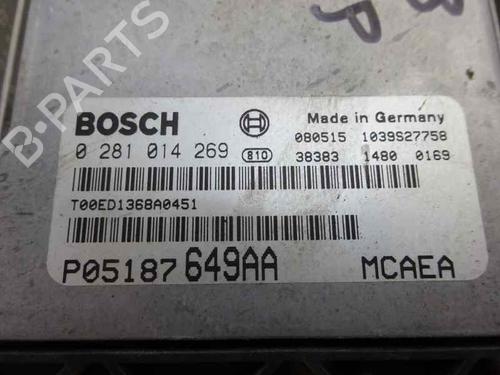 B-PARTS
BOSCH
Made in Germany
080515 1039S27758
0 281 014 269 810 38383 1480 0169
T00ED1368A0451
P05187649AA MCAEA